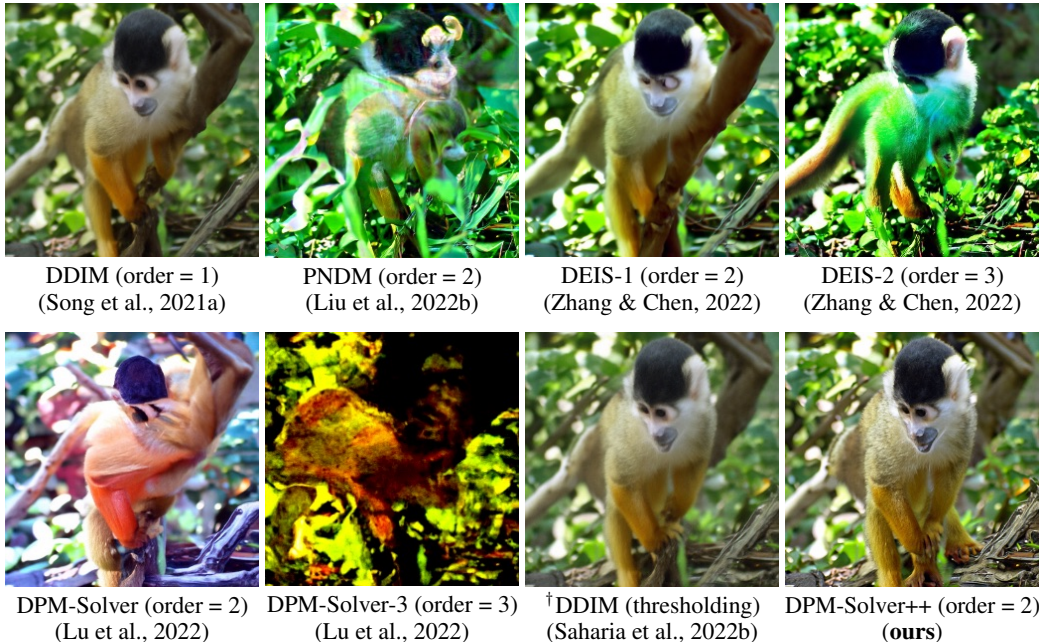 DDIM (order = 1)
(Song et al., 2021a)
PNDM (order = 2)
(Liu et al., 2022b)
DEIS-1 (order = 2)
(Zhang & Chen, 2022)
DEIS-2 (order = 3)
(Zhang & Chen, 2022)
DPM-Solver (order = 2)
(Lu et al., 2022)
DPM-Solver-3 (order = 3)
(Lu et al., 2022)
†DDIM (thresholding)
(Saharia et al., 2022b)
DPM-Solver++ (order = 2)
(ours)